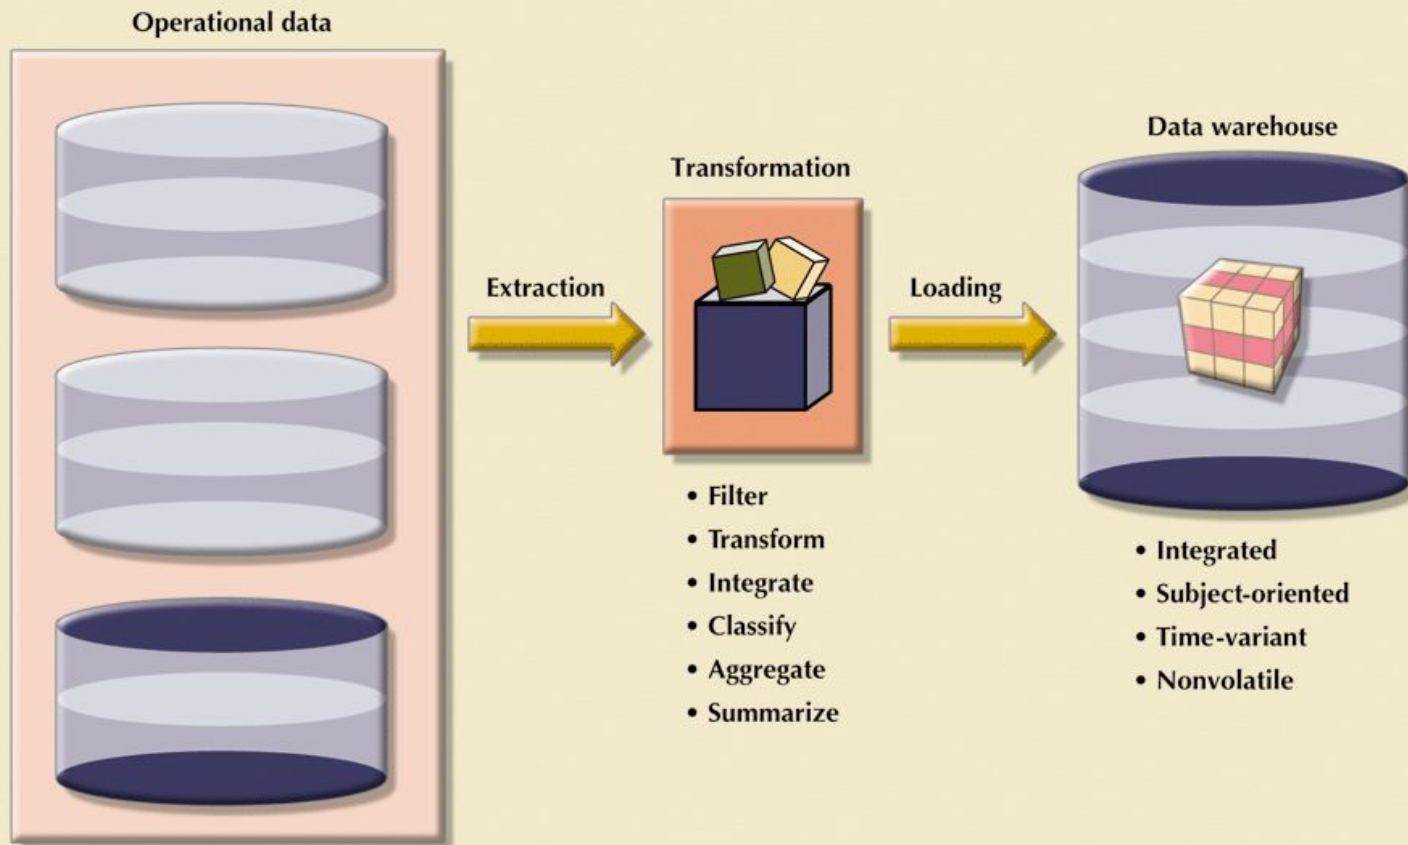 Operational data
Extraction
Transformation
• Filter
• Transform
• Integrate
• Classify
• Aggregate
• Summarize
Loading
Data warehouse
• Integrated
• Subject-oriented
• Time-variant
• Nonvolatile